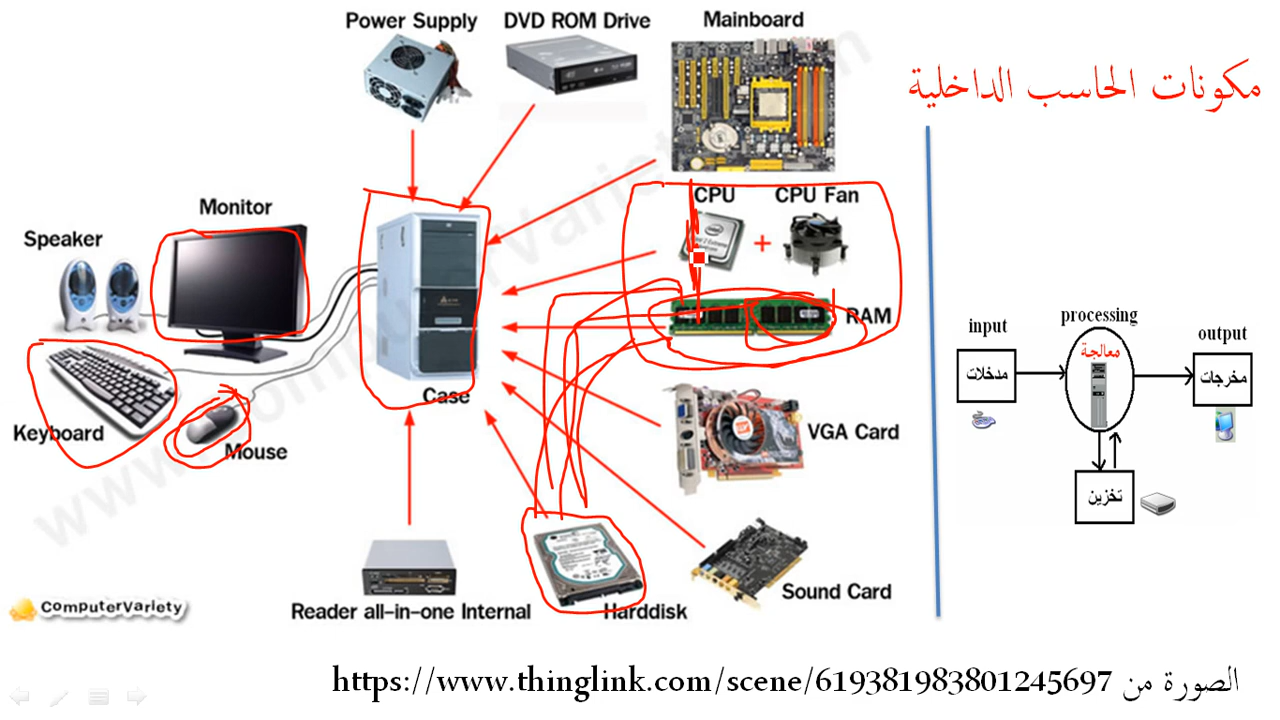 Power Supply
DVD ROM Drive
Mainboard
مكونات الحاسب الداخلية
CPU
CPU Fan
Monitor
Speaker
RAM
Case
Keyboard
Mouse
VGA Card
Reader all-in-one Internal
Harddisk
Sound Card
ComputerVariety
input
processing
output
مدخلات
معالجة
مخرجات
تخزين
الصورة من https://www.thinglink.com/scene/619381983801245697